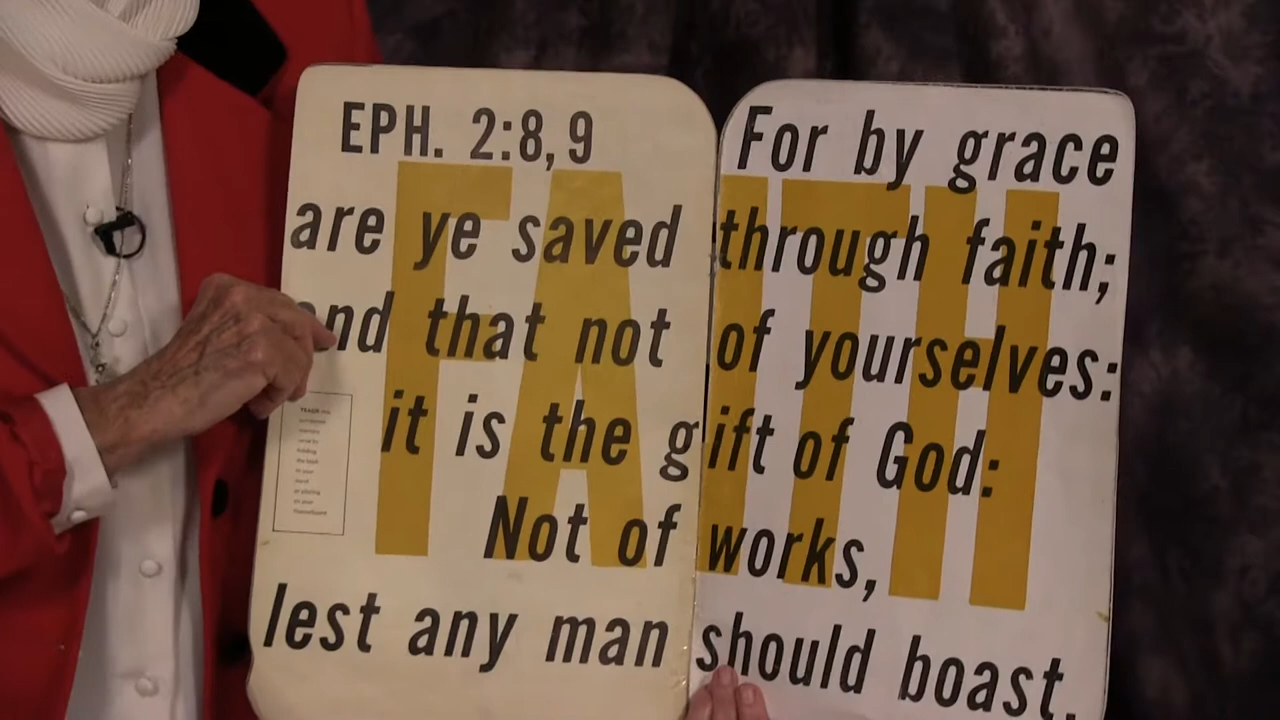 EPH. 2:8,9 For by grace
are ye saved through faith;
and that not of yourselves:
it is the gift of God:
Not of works,
lest any man should boast.
FAITH
TEACH